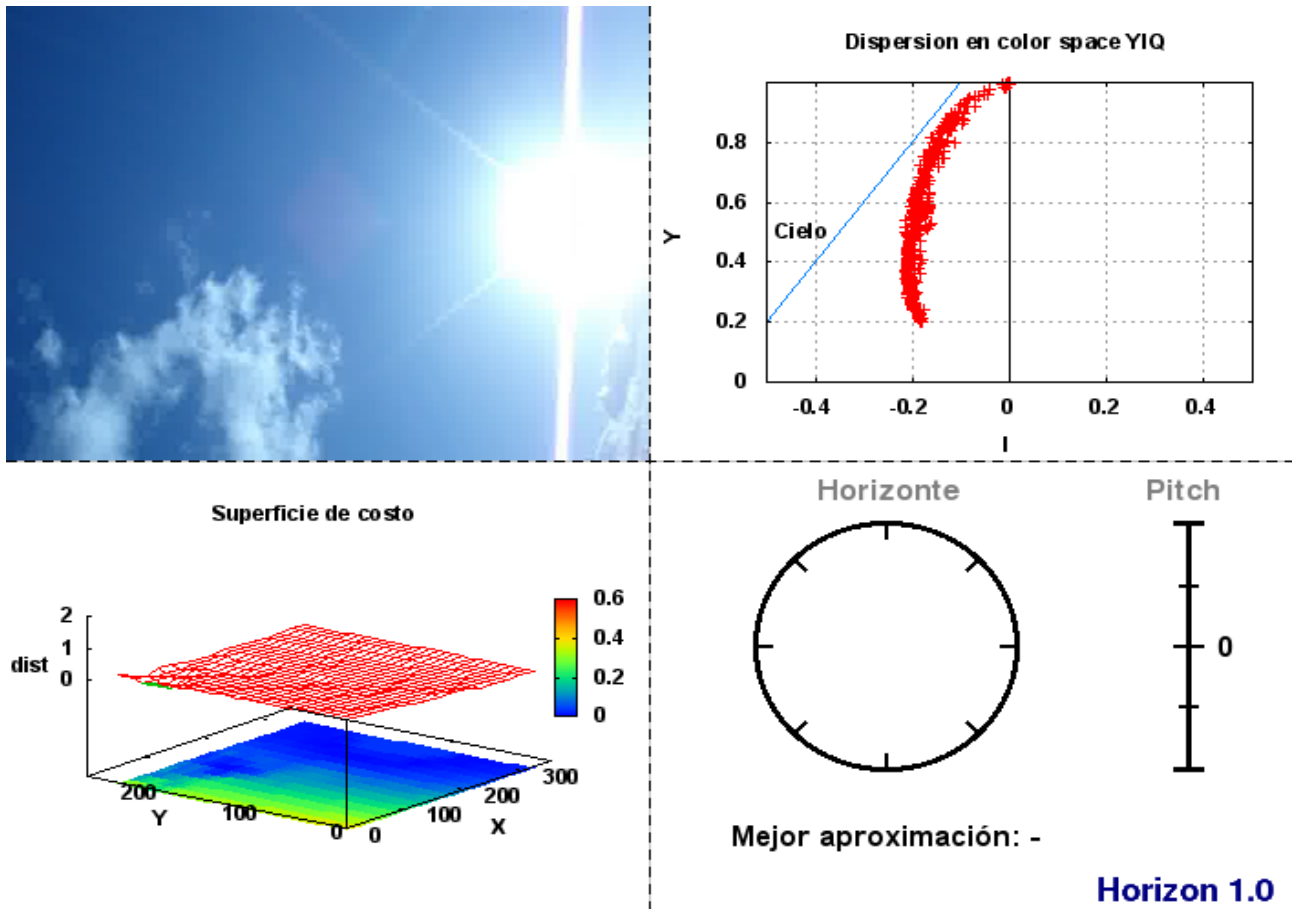 Dispersion en color space YIQ
Y
0.8
0.6
Cielo
0.4
0.2
0
-0.4 -0.2 0 0.2 0.4
I
Superficie de costo
2
1
0
dist
0.6
0.4
0.2
0
200
100
0
Y
0
100
200
300
X
Horizonte
Pitch
0
Mejor aproximación: -
Horizon 1.0